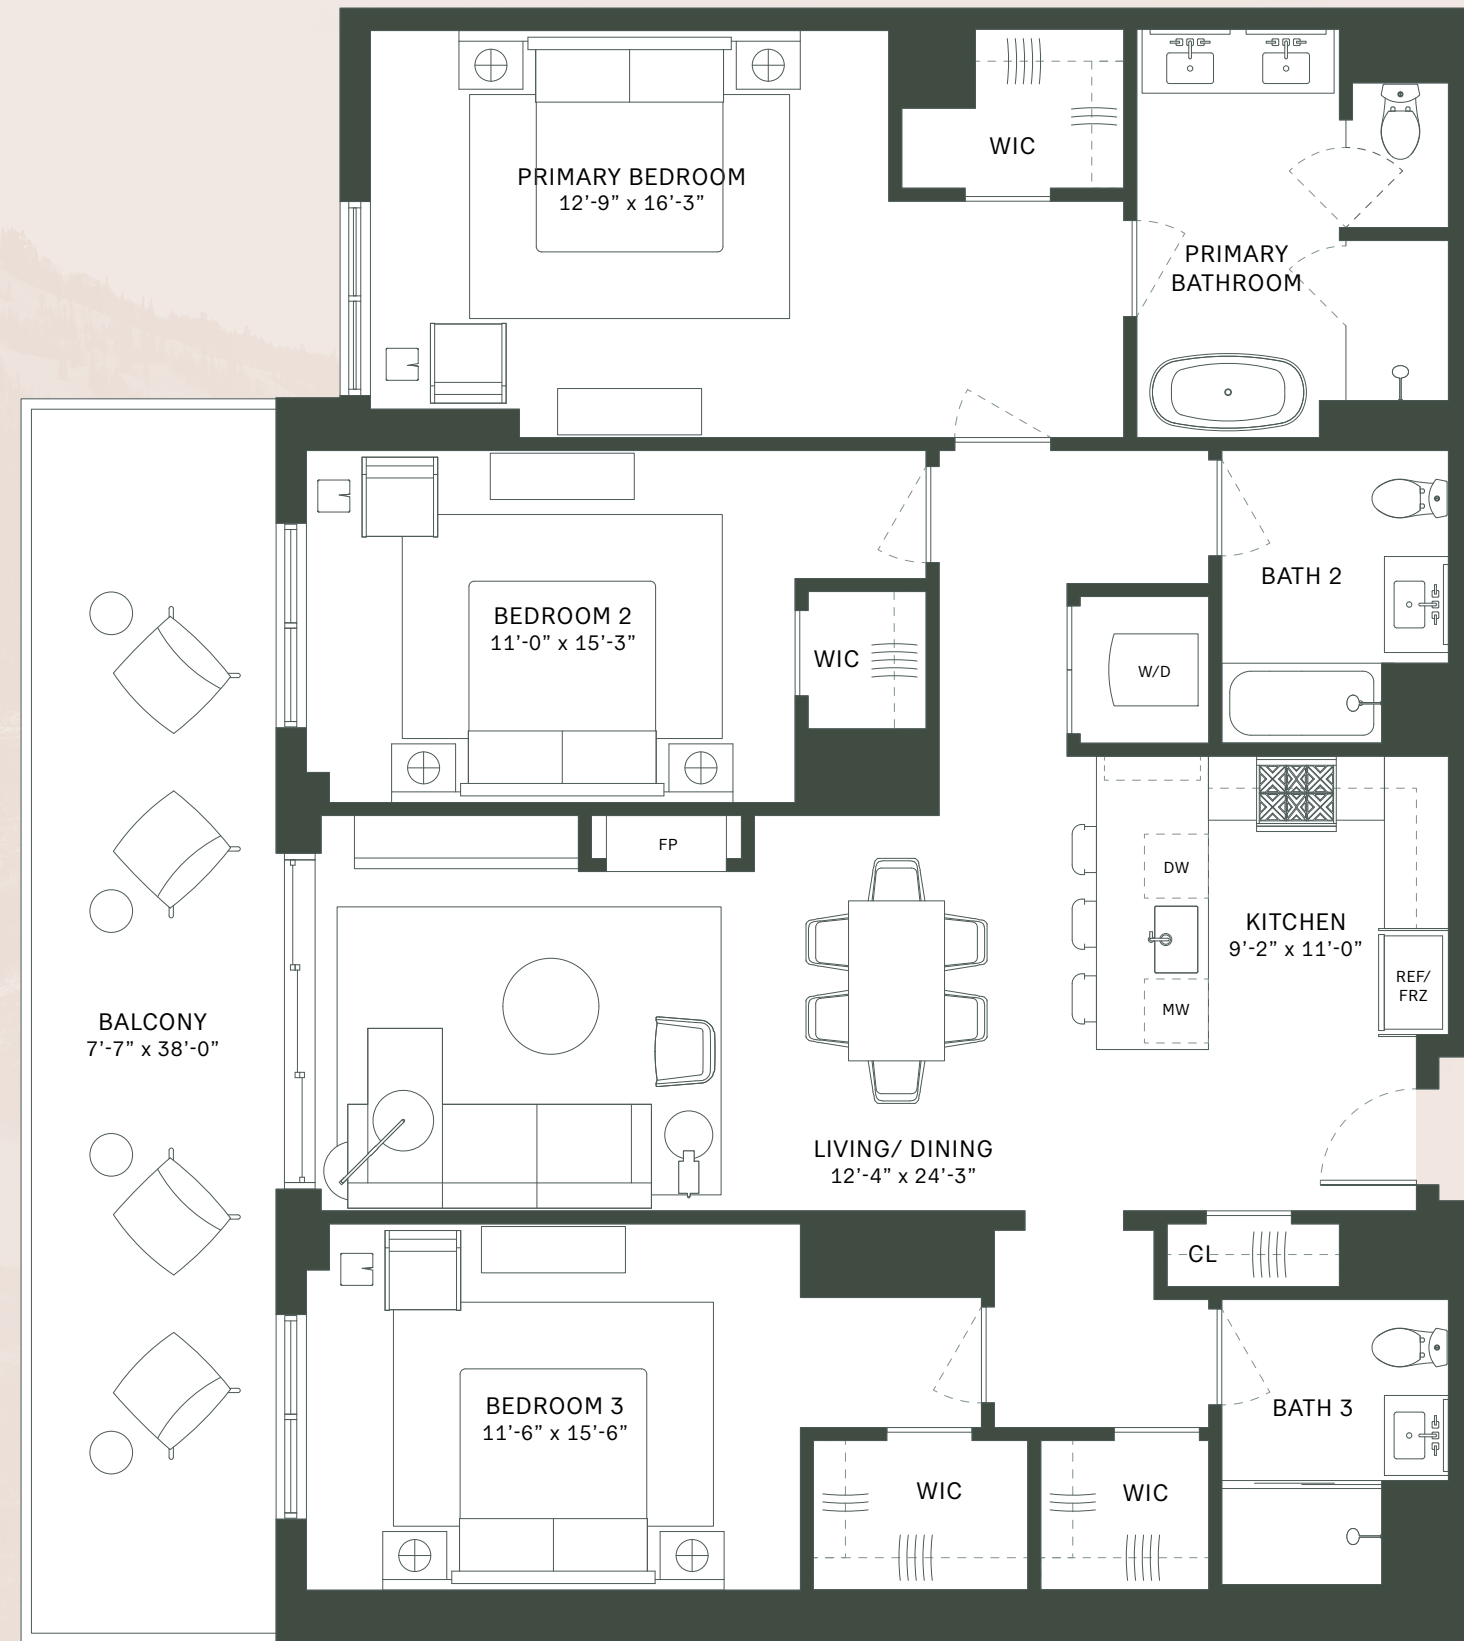 WIC
PRIMARY BEDROOM
12’-9” x 16’-3”
PRIMARY
BATHROOM
BATH 2
BEDROOM 2
11’-0” x 15’-3”
WIC
W/D
FP
DW
KITCHEN
9’-2” x 11’-0”
REF/
FRZ
MW
BALCONY
7’-7” x 38’-0”
LIVING/ DINING
12’-4” x 24’-3”
CL
BEDROOM 3
11’-6” x 15’-6”
BATH 3
WIC
WIC